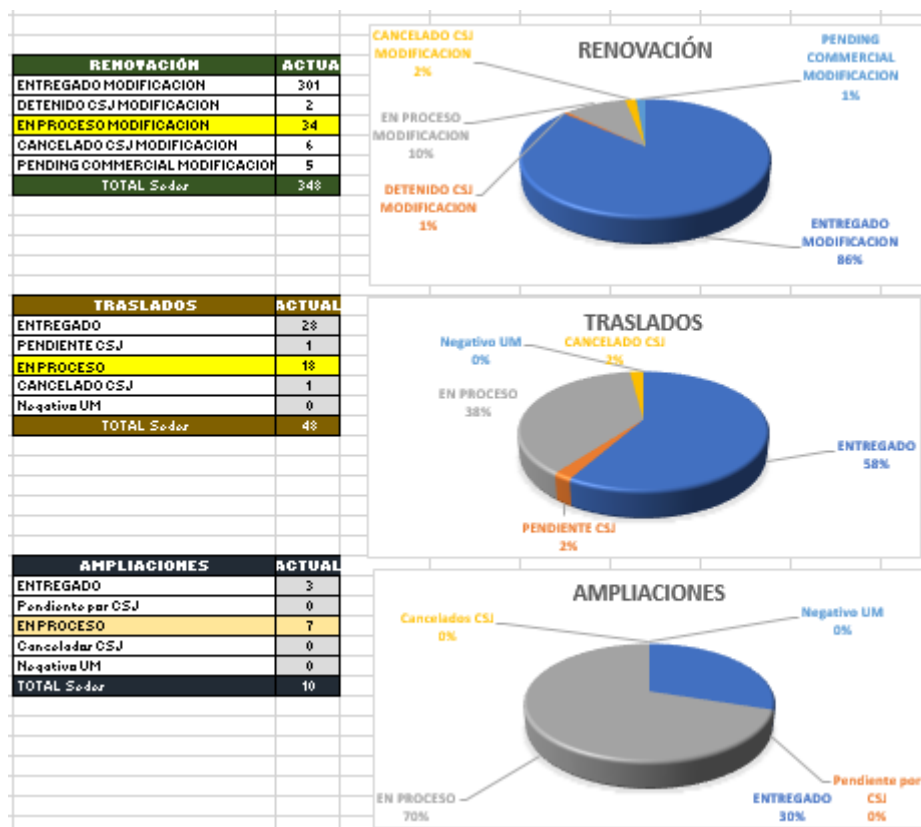 RENOVACIÓN ACTUA
ENTREGADO MODIFICACION 301
DETENIDO CSJ MODIFICACION 2
EN PROCESO MODIFICACION 34
CANCELADO CSJ MODIFICACION 6
PENDING COMMERCIAL MODIFICACION 5
TOTAL Sedes 348
RENOVACIÓN
CANCELADO CSJ
MODIFICACION
2%
PENDING
COMMERCIAL
MODIFICACION
1%
EN PROCESO
MODIFICACION
10%
DETENIDO CSJ
MODIFICACION
1%
ENTREGADO
MODIFICACION
86%
TRASLADOS ACTUAL
ENTREGADO 28
PENDIENTE CSJ 1
EN PROCESO 18
CANCELADO CSJ 1
Negativo UM 0
TOTAL Sedes 48
TRASLADOS
Negativo UM
0%
CANCELADO CSJ
2%
EN PROCESO
38%
ENTREGADO
58%
PENDIENTE CSJ
2%
AMPLIACIONES ACTUAL
ENTREGADO 3
Pendiente por CSJ 0
EN PROCESO 7
Cancelados CSJ 0
Negativo UM 0
TOTAL Sedes 10
AMPLIACIONES
Cancelados CSJ
0%
Negativo UM
0%
EN PROCESO
70%
ENTREGADO
30%
Pendiente por
CSJ
0%